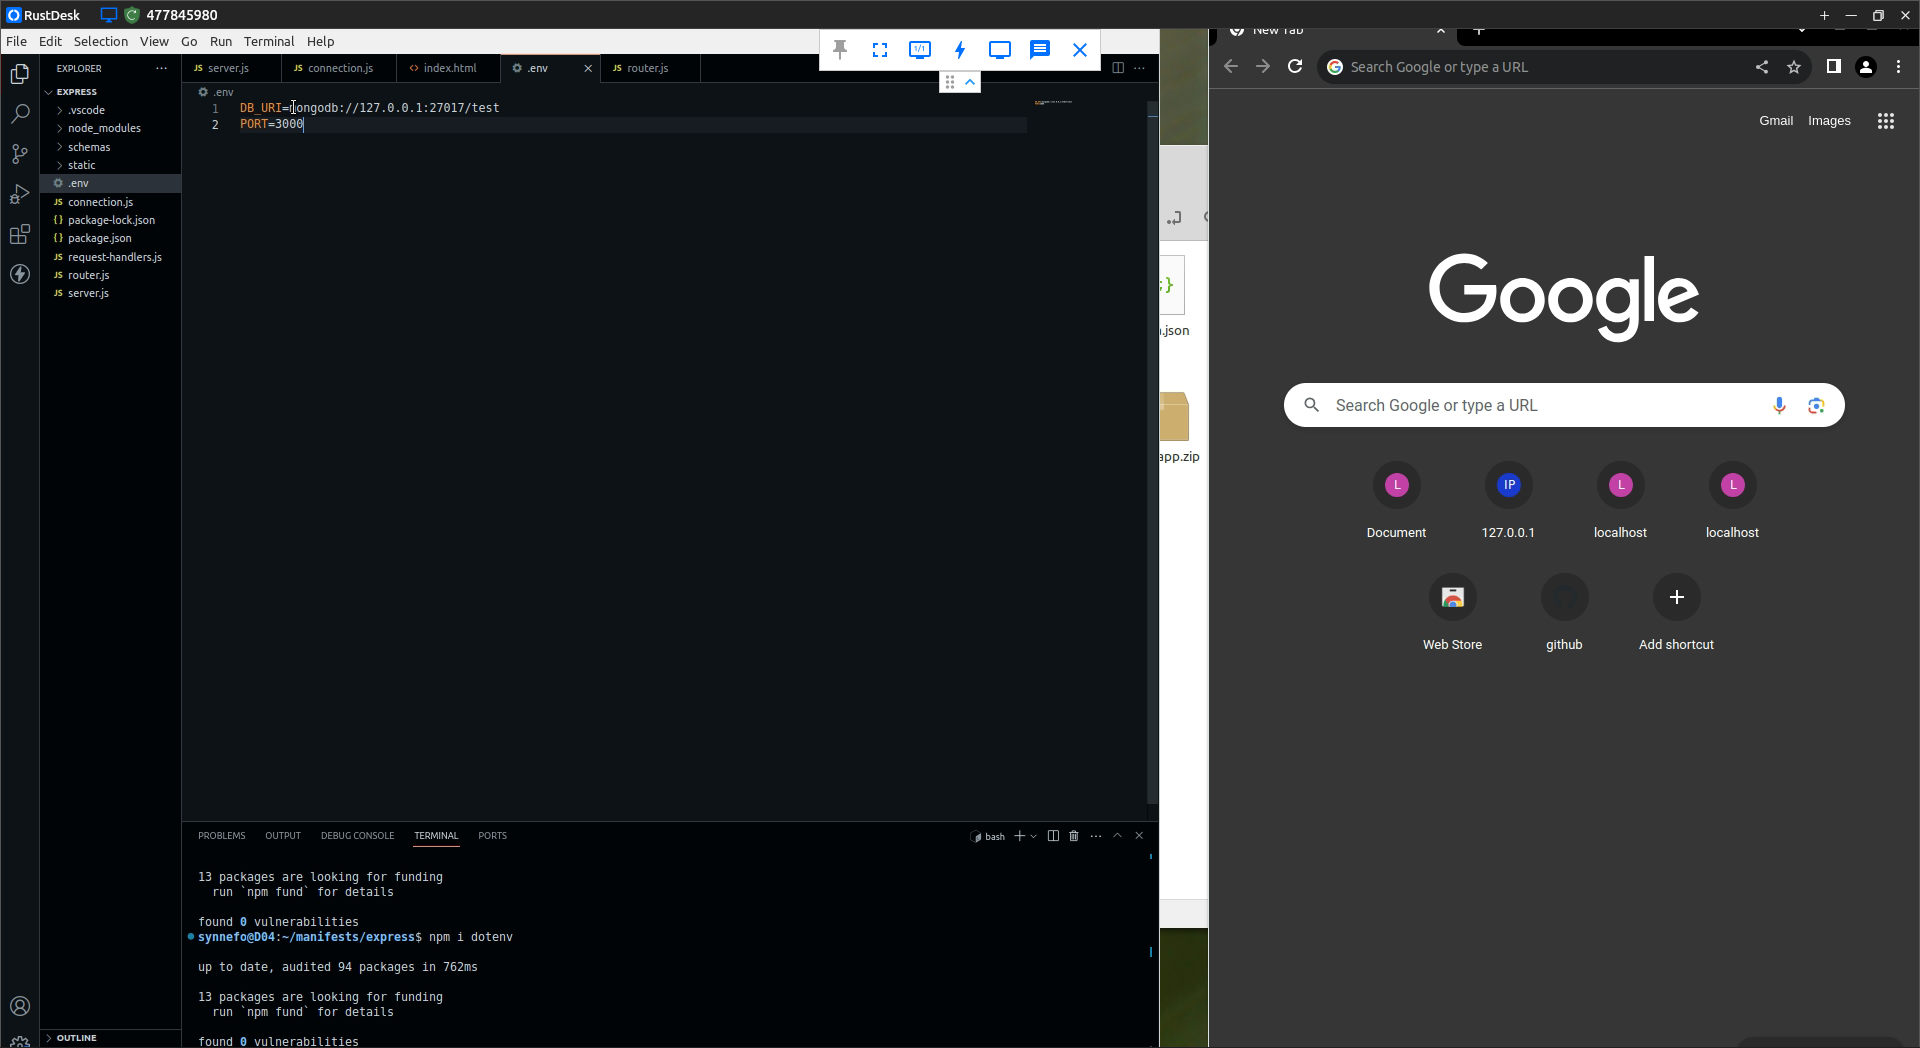 RustDesk 477845980
File Edit Selection View Go Run Terminal Help
EXPLORER
EXPRESS
.vscode
node_modules
schemas
static
.env
connection.js
package-lock.json
package.json
request-handlers.js
router.js
server.js
OUTLINE
server.js connection.js index.html .env router.js
1/1
.env
1 DB_URI=mongodb://127.0.0.1:27017/test
2 PORT=3000
PROBLEMS OUTPUT DEBUG CONSOLE TERMINAL PORTS
bash
13 packages are looking for funding
run `npm fund` for details
found 0 vulnerabilities
synnefo@D04:~/manifests/express$ npm i dotenv
up to date, audited 94 packages in 762ms
13 packages are looking for funding
run `npm fund` for details
found 0 vulnerabilities
.json
app.zip
New Tab
Search Google or type a URL
Gmail Images
Google
Search Google or type a URL
L IP L L
Document 127.0.0.1 localhost localhost
Web Store github Add shortcut